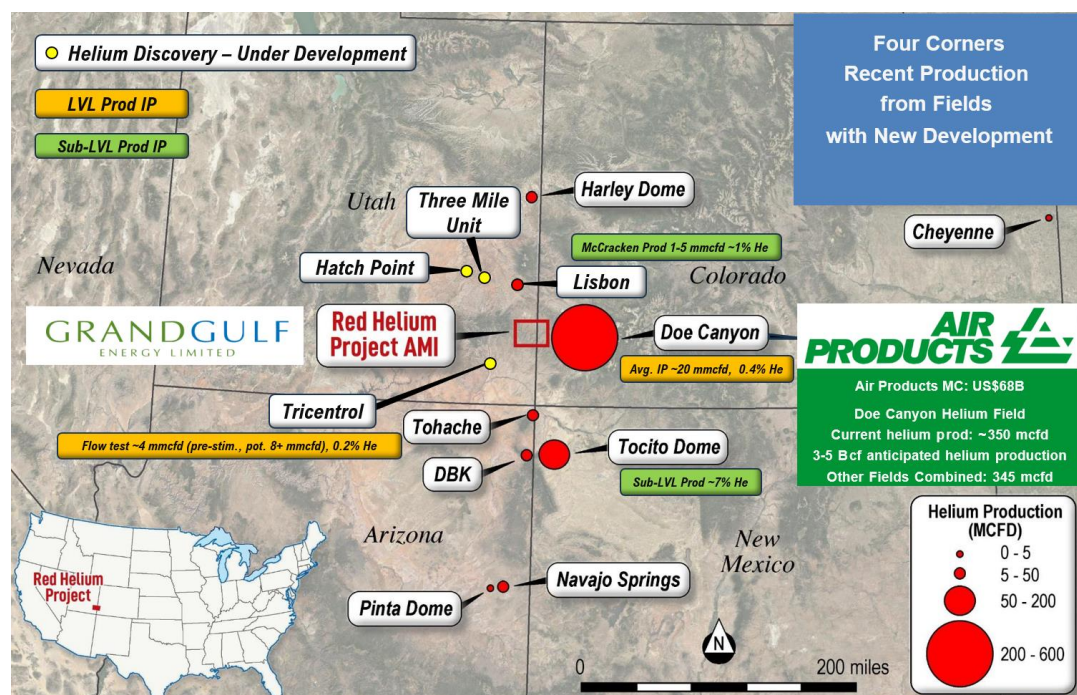 Helium Discovery – Under Development
LVL Prod IP
Sub-LVL Prod IP
Four Corners
Recent Production
from Fields
with New Development
Utah
Three Mile
Unit
Harley Dome
Cheyenne
McCracken Prod 1-5 mmcfd ~1% He
Nevada
Hatch Point
Lisbon
Colorado
GRANDGULF
ENERGY LIMITED
Red Helium
Project AMI
Doe Canyon
Avg. IP ~20 mmcfd, 0.4% He
AIR
PRODUCTS
Air Products MC: US$68B
Doe Canyon Helium Field
Current helium prod: ~350 mcfd
3-5 Bcf anticipated helium production
Other Fields Combined: 345 mcfd
Tricentrol
Flow test ~4 mmcfd (pre-stim., pot. 8+ mmcfd), 0.2% He
Tohache
DBK
Tocito Dome
Sub-LVL Prod ~7% He
Arizona
New
Mexico
Pinta Dome
Navajo Springs
Red Helium
Project
N
0 200 miles
Helium Production
(MCFD)
0 - 5
5 - 50
50 - 200
200 - 600